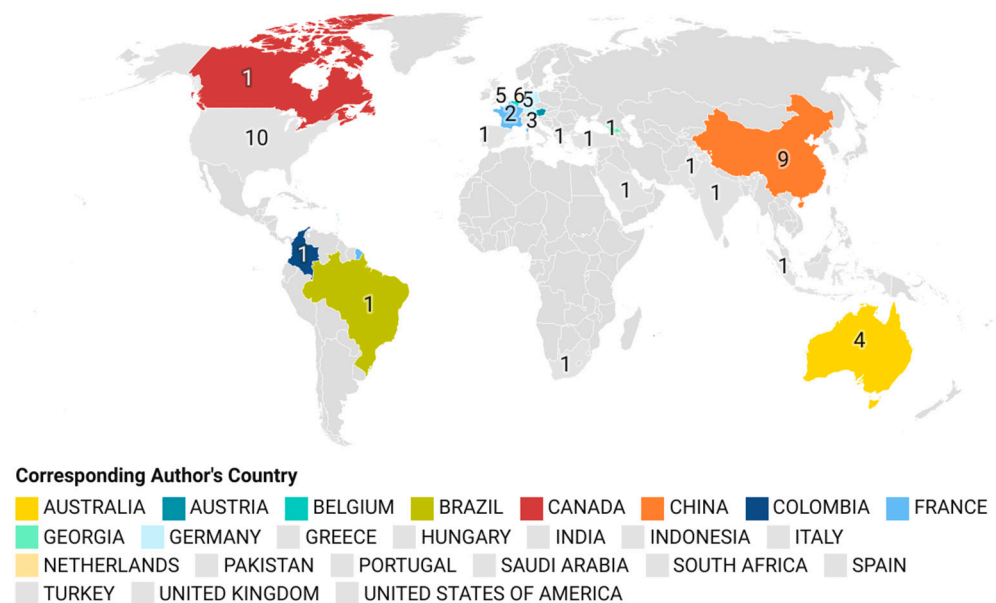 1
10
5 6 5
2
3
1
1
1
1
9
1
1
1
1
1
1
4
1
Corresponding Author's Country
AUSTRALIA AUSTRIA BELGIUM BRAZIL CANADA CHINA COLOMBIA FRANCE
GEORGIA GERMANY GREECE HUNGARY INDIA INDONESIA ITALY
NETHERLANDS PAKISTAN PORTUGAL SAUDI ARABIA SOUTH AFRICA SPAIN
TURKEY UNITED KINGDOM UNITED STATES OF AMERICA